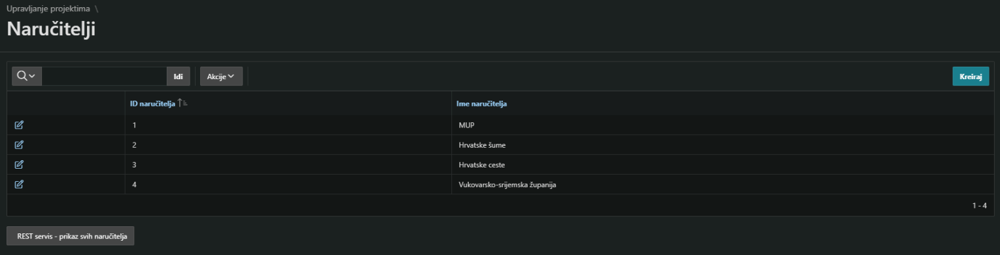 Upravljanje projektima \
Naručitelji
Idi Akcije Kreiraj
ID naručitelja Ime naručitelja
1 MUP
2 Hrvatske šume
3 Hrvatske ceste
4 Vukovarsko-srijemska županija
1 - 4
REST servis - prikaz svih naručitelja